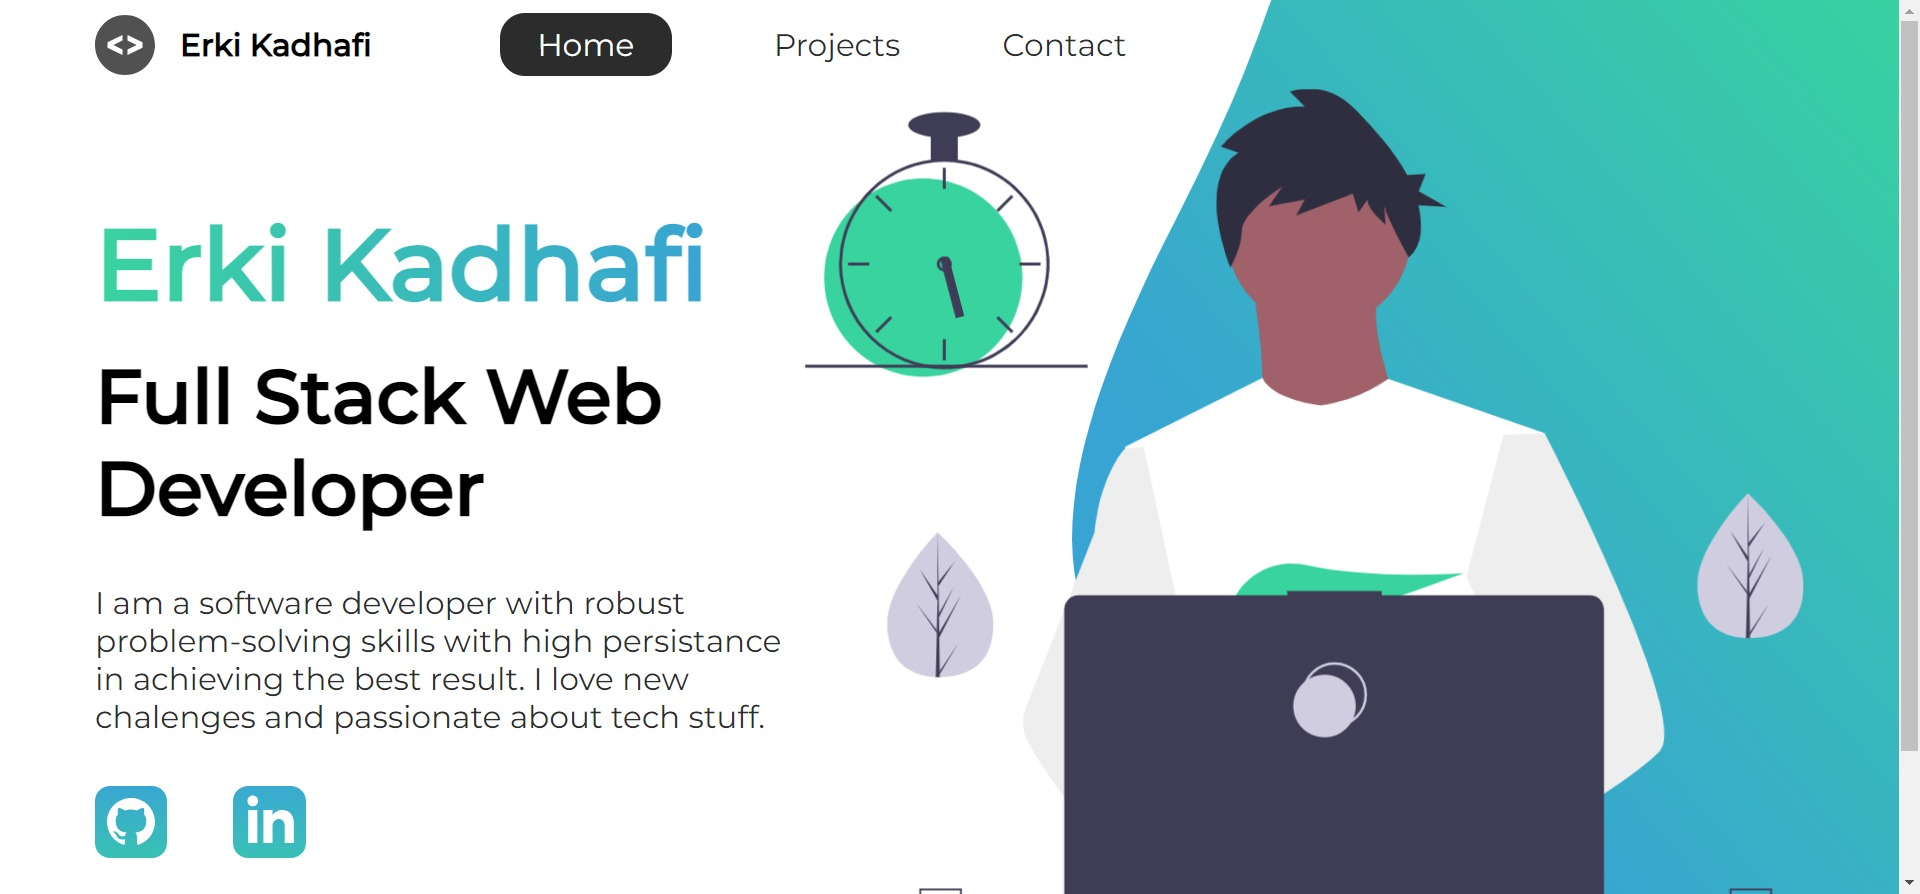 <> Erki Kadhafi Home Projects Contact
Erki Kadhafi
Full Stack Web
Developer
I am a software developer with robust
problem-solving skills with high persistance
in achieving the best result. I love new
chalenges and passionate about tech stuff.
in